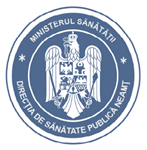 MINISTERUL SĂNĂTĂȚII
DIRECȚIA DE SĂNĂTATE PUBLICĂ NEAMȚ